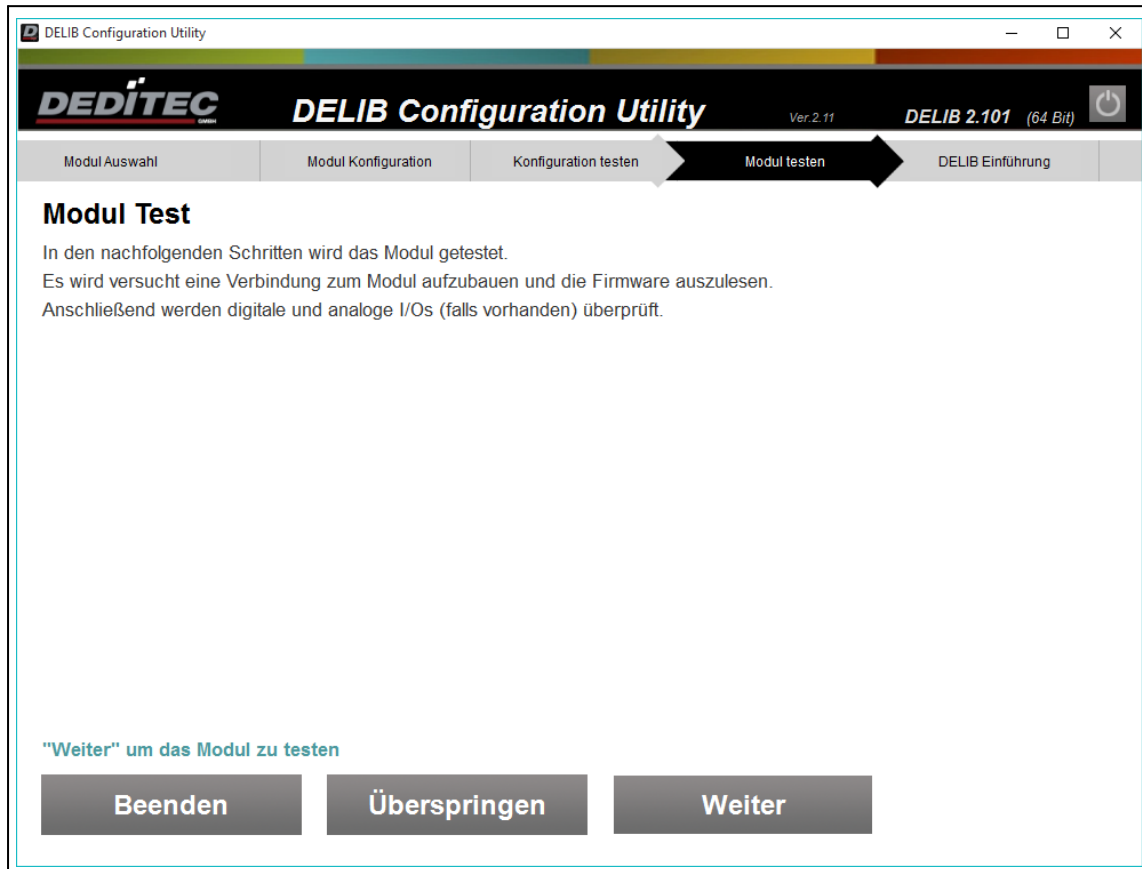 DELIB Configuration Utility
DEDITEC
GMBH
DELIB Configuration Utility
Ver.2.11
DELIB 2.101 (64 Bit)
Modul Auswahl
Modul Konfiguration
Konfiguration testen
Modul testen
DELIB Einführung
Modul Test
In den nachfolgenden Schritten wird das Modul getestet.
Es wird versucht eine Verbindung zum Modul aufzubauen und die Firmware auszulesen.
Anschließend werden digitale und analoge I/Os (falls vorhanden) überprüft.
"Weiter" um das Modul zu testen
Beenden
Überspringen
Weiter